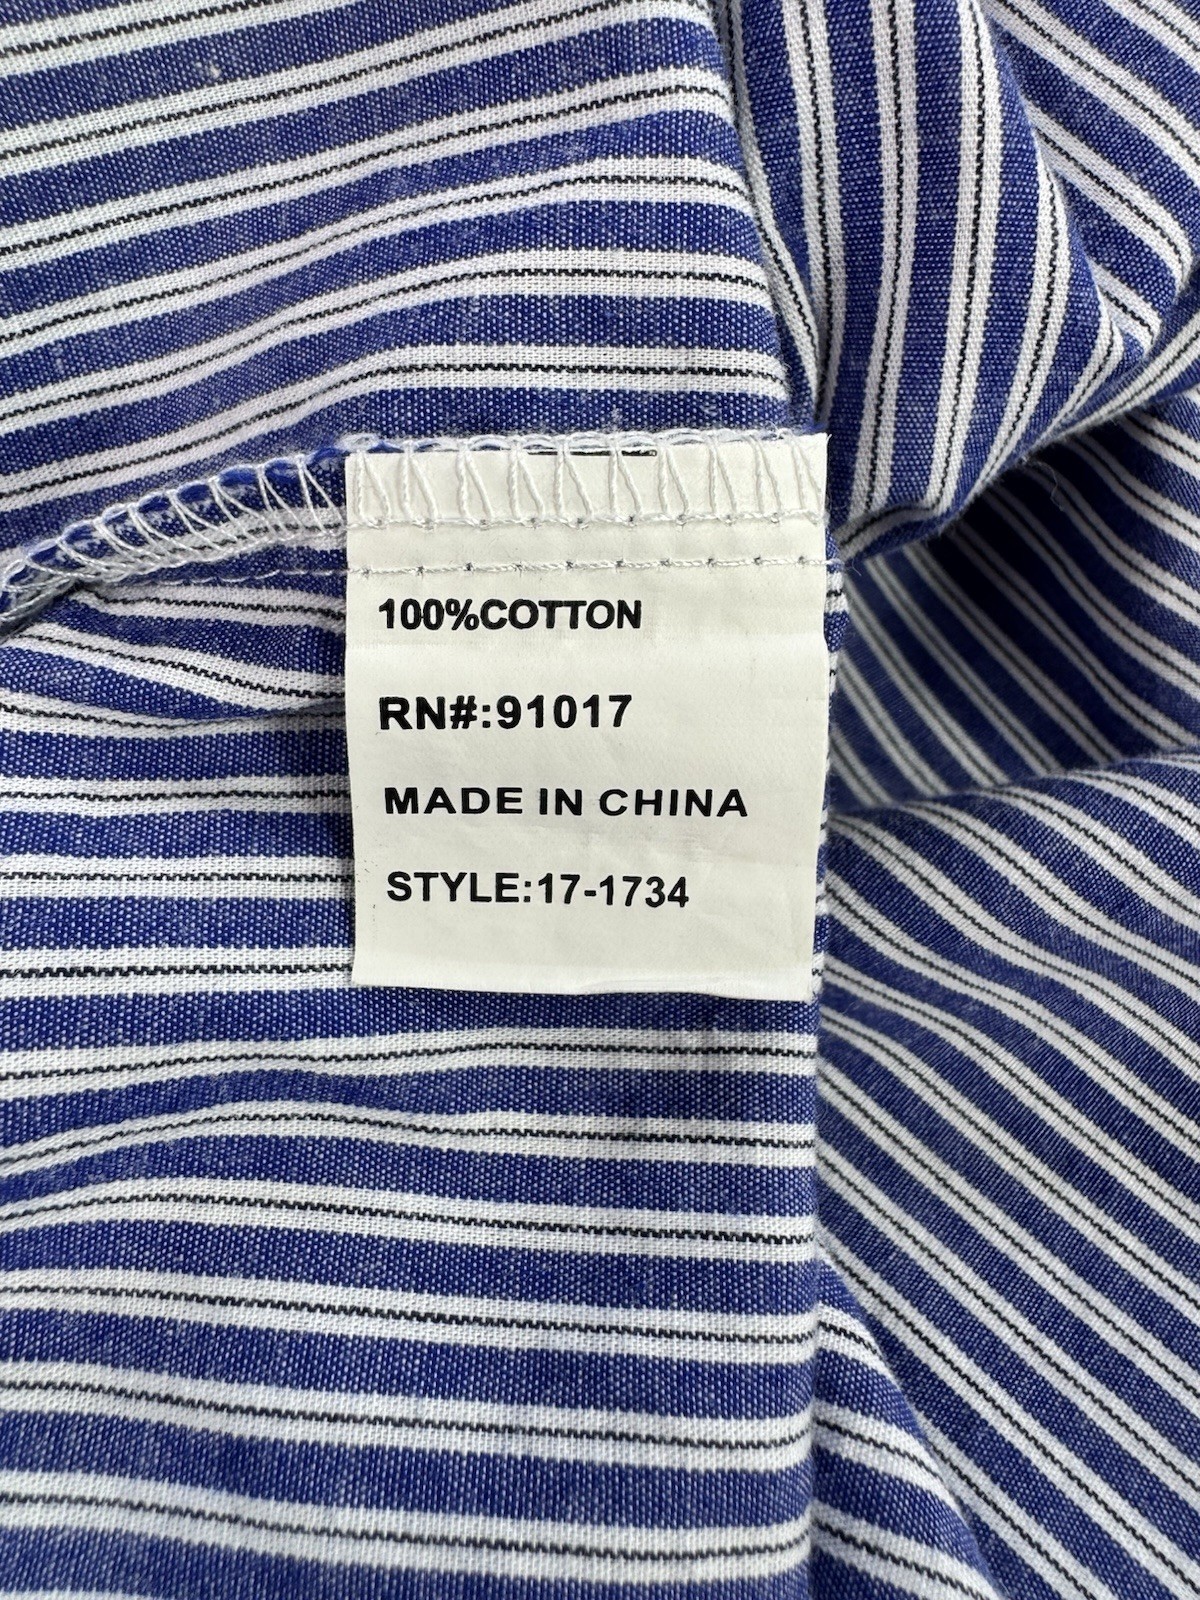 100%COTTON
RN#:91017
MADE IN CHINA
STYLE:17-1734